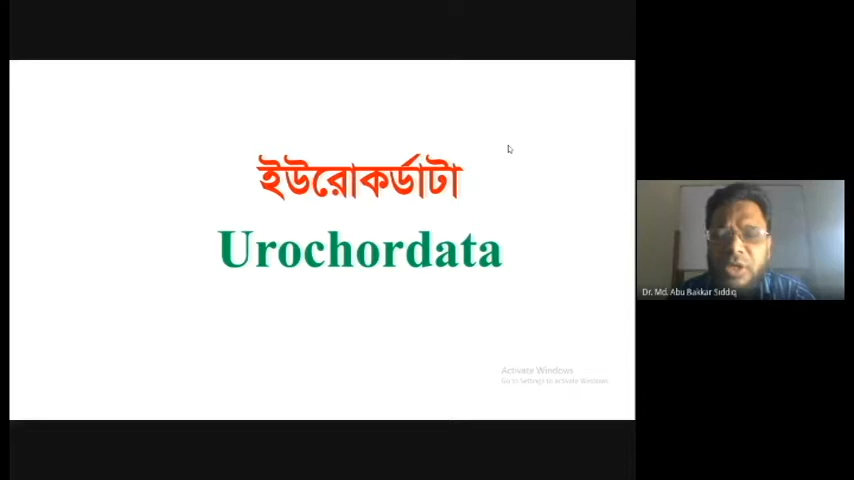 ইউরোকর্ডাটা
Urochordata
Activate Windows
Go to Settings to activate Windows.
Dr. Md. Abu Bakkar Siddiq